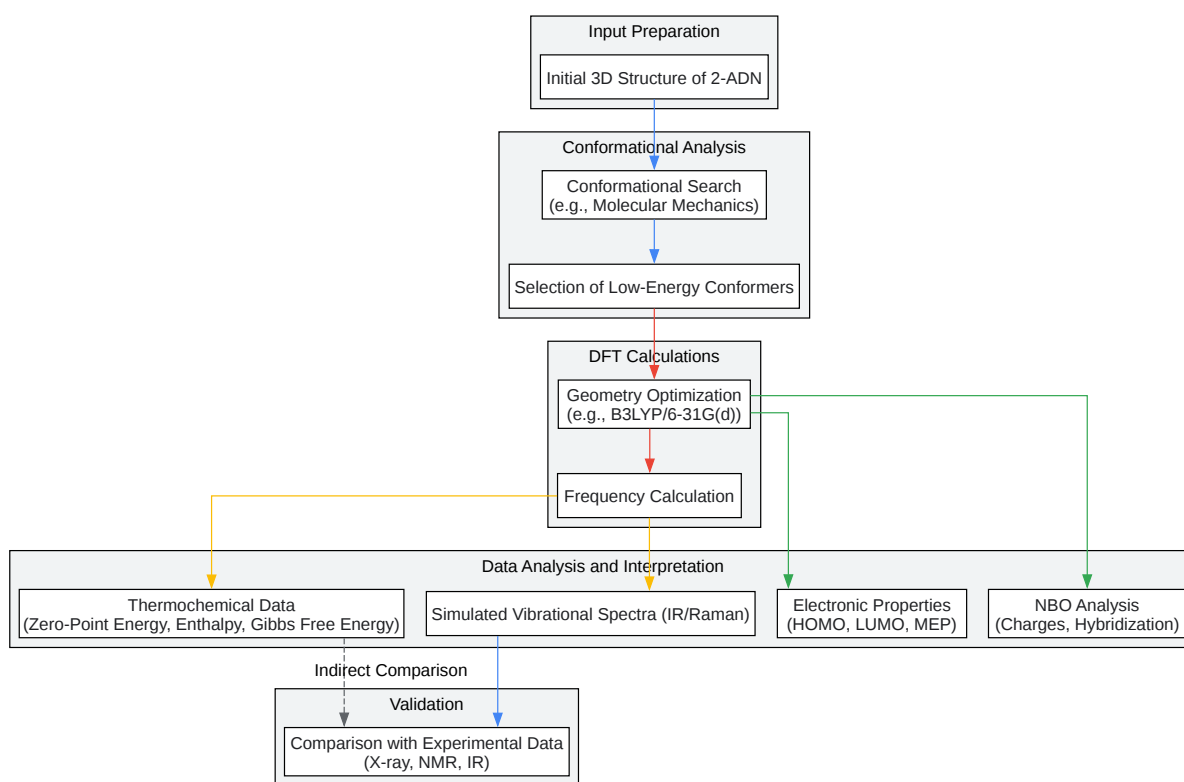 Input Preparation
Initial 3D Structure of 2-ADN
Conformational Analysis
Conformational Search
(e.g., Molecular Mechanics)
Selection of Low-Energy Conformers
DFT Calculations
Geometry Optimization
(e.g., B3LYP/6-31G(d))
Frequency Calculation
Data Analysis and Interpretation
Thermochemical Data
(Zero-Point Energy, Enthalpy, Gibbs Free Energy)
Simulated Vibrational Spectra (IR/Raman)
Electronic Properties
(HOMO, LUMO, MEP)
NBO Analysis
(Charges, Hybridization)
Indirect Comparison
Validation
Comparison with Experimental Data
(X-ray, NMR, IR)